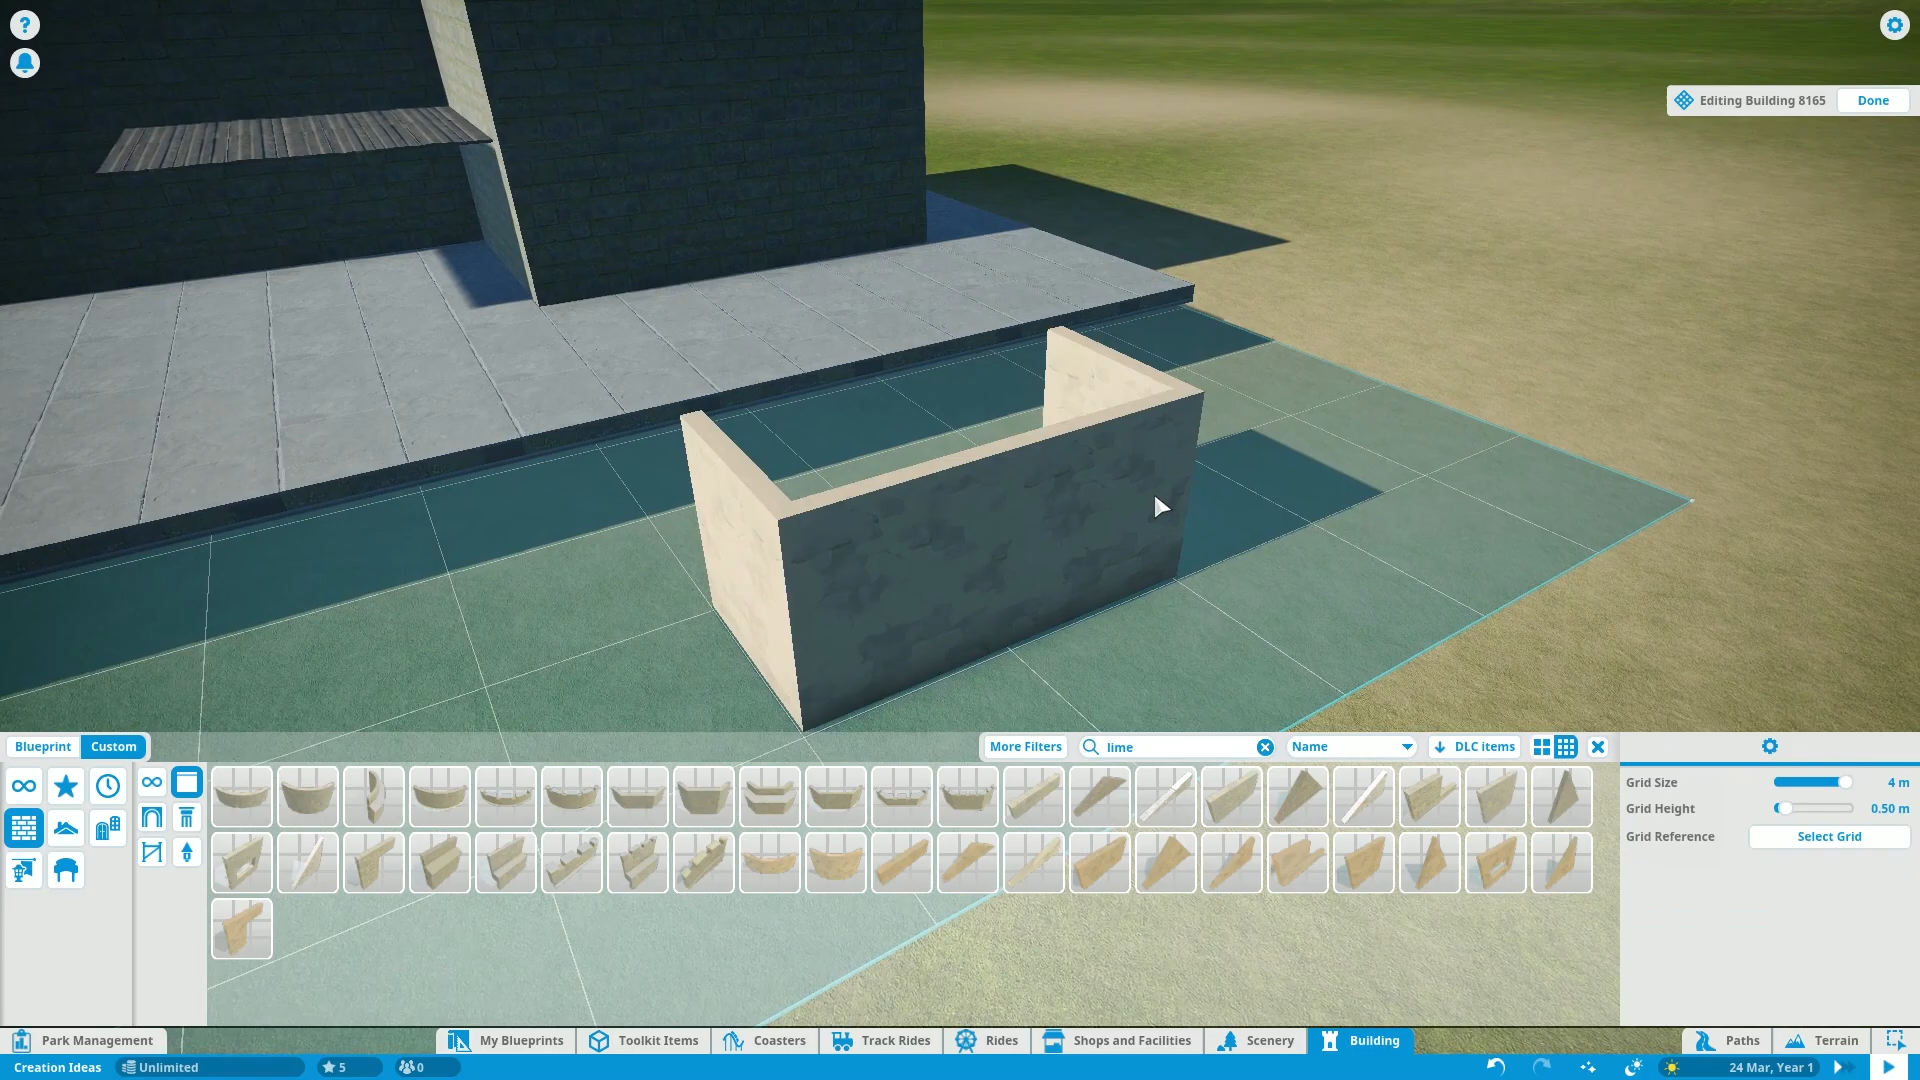 ?
Editing Building 8165 Done
Blueprint Custom
More Filters lime Name DLC items
Grid Size 4 m
Grid Height 0.50 m
Grid Reference Select Grid
Park Management My Blueprints Toolkit Items Coasters Track Rides Rides Shops and Facilities Scenery Building Paths Terrain
Creation Ideas Unlimited 5 0 24 Mar, Year 1